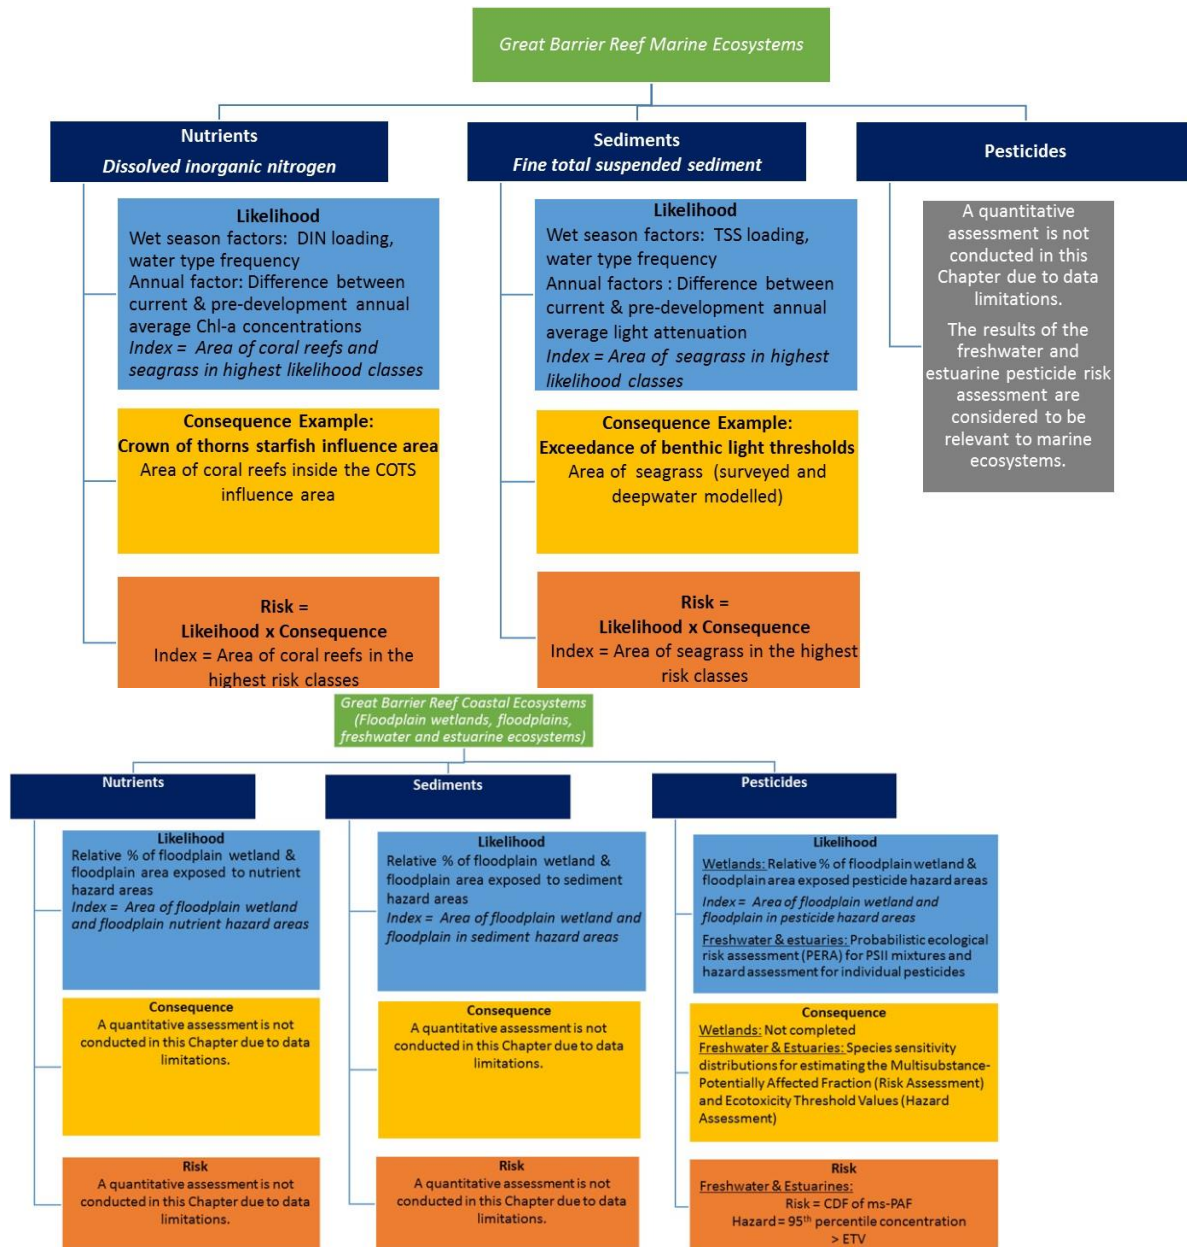 Great Barrier Reef Marine Ecosystems
Nutrients
Dissolved inorganic nitrogen
Likelihood
Wet season factors: DIN loading,
water type frequency
Annual factor: Difference between
current & pre-development annual
average Chl-a concentrations
Index = Area of coral reefs and
seagrass in highest likelihood classes
Consequence Example:
Crown of thorns starfish influence area
Area of coral reefs inside the COTS
influence area
Risk =
Likeihood x Consequence
Index = Area of coral reefs in the
highest risk classes
Sediments
Fine total suspended sediment
Likelihood
Wet season factors: TSS loading,
water type frequency
Annual factors : Difference between
current & pre-development annual
average light attenuation
Index = Area of seagrass in highest
likelihood classes
Consequence Example:
Exceedance of benthic light thresholds
Area of seagrass (surveyed and
deepwater modelled)
Risk =
Likelihood x Consequence
Index = Area of seagrass in the highest
risk classes
Pesticides
A quantitative
assessment is not
conducted in this
Chapter due to data
limitations.
The results of the
freshwater and
estuarine pesticide risk
assessment are
considered to be
relevant to marine
ecosystems.
Great Barrier Reef Coastal Ecosystems
(Floodplain wetlands, floodplains,
freshwater and estuarine ecosystems)
Nutrients
Likelihood
Relative % of floodplain wetland &
floodplain area exposed to nutrient
hazard areas
Index = Area of floodplain wetland
and floodplain nutrient hazard areas
Consequence
A quantitative assessment is not
conducted in this Chapter due to data
limitations.
Risk
A quantitative assessment is not
conducted in this Chapter due to data
limitations.
Sediments
Likelihood
Relative % of floodplain wetland &
floodplain area exposed to sediment
hazard areas
Index = Area of floodplain wetland and
floodplain in sediment hazard areas
Consequence
A quantitative assessment is not
conducted in this Chapter due to data
limitations.
Risk
A quantitative assessment is not
conducted in this Chapter due to data
limitations.
Pesticides
Likelihood
Wetlands: Relative % of floodplain wetland &
floodplain area exposed pesticide hazard areas
Index = Area of floodplain wetland and
floodplain in pesticide hazard areas
Freshwater & estuaries: Probabilistic ecological
risk assessment (PERA) for PSII mixtures and
hazard assessment for individual pesticides
Consequence
Wetlands: Not completed
Freshwater & Estuaries: Species sensitivity
distributions for estimating the Multisubstance-
Potentially Affected Fraction (Risk Assessment)
and Ecotoxicity Threshold Values (Hazard
Assessment)
Risk
Freshwater & Estuarines:
Risk = CDF of ms-PAF
Hazard = 95th percentile concentration
> ETV